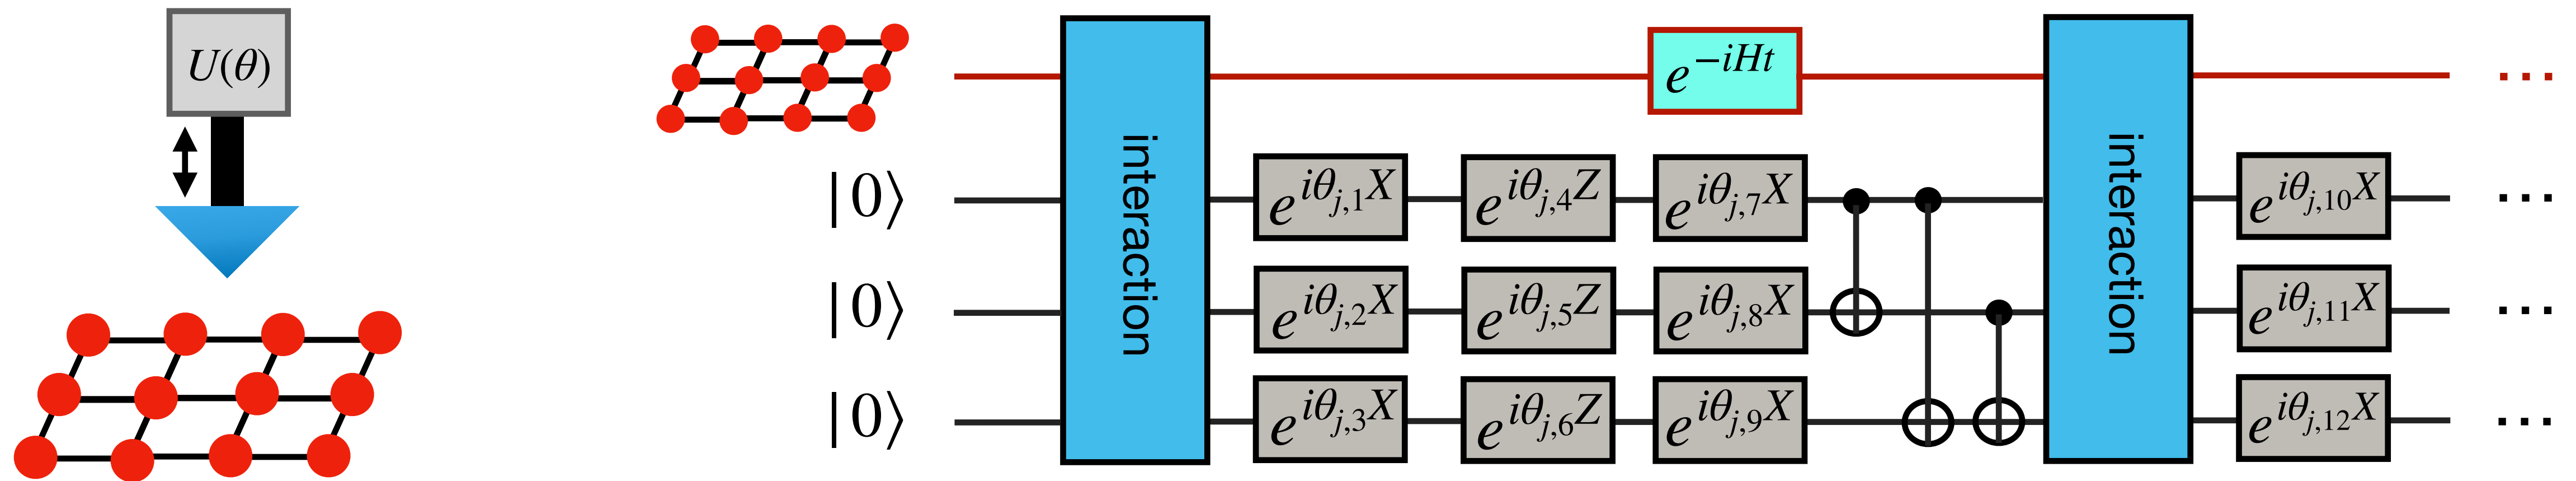 U(θ)
e^{-iHt} ...
|0⟩ interaction e^{iθ_{j,1}X} e^{iθ_{j,4}Z} e^{iθ_{j,7}X} interaction e^{iθ_{j,10}X} ...
|0⟩ e^{iθ_{j,2}X} e^{iθ_{j,5}Z} e^{iθ_{j,8}X} e^{iθ_{j,11}X} ...
|0⟩ e^{iθ_{j,3}X} e^{iθ_{j,6}Z} e^{iθ_{j,9}X} e^{iθ_{j,12}X} ...